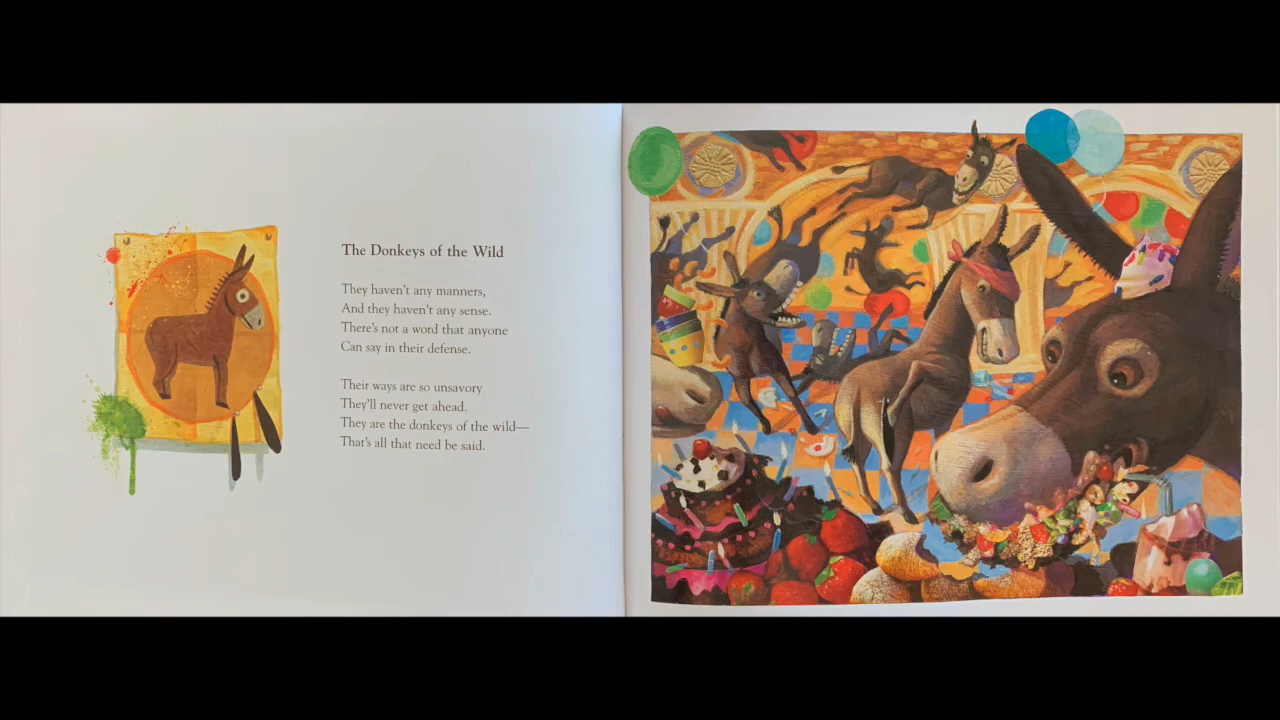 The Donkeys of the Wild
They haven't any manners,
And they haven't any sense.
There's not a word that anyone
Can say in their defense.
Their ways are so unsavory
They'll never get ahead.
They are the donkeys of the wild—
That's all that need be said.